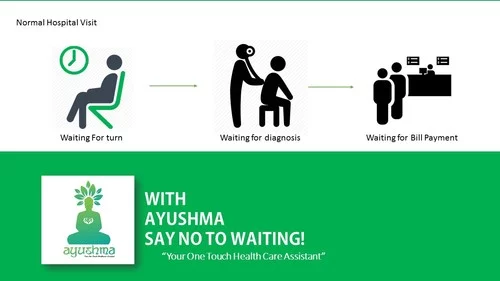 Normal Hospital Visit
Waiting For turn
Waiting for diagnosis
Waiting for Bill Payment
ayushma
WITH
AYUSHMA
SAY NO TO WAITING!
“Your One Touch Health Care Assistant”